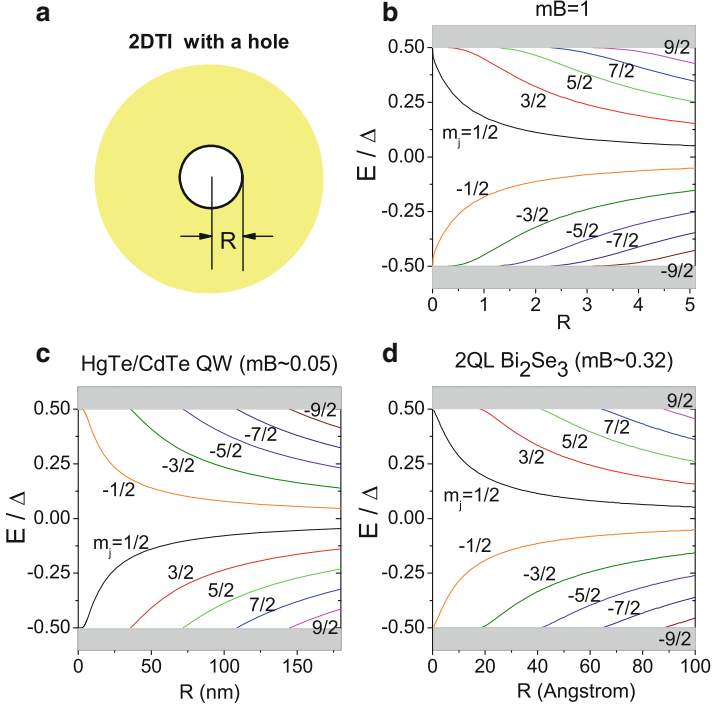 a
2DTI with a hole
R
b
mB=1
E / Δ
0.50
0.25
0.00
-0.25
-0.50
9/2
7/2
5/2
3/2
mj=1/2
-1/2
-3/2
-5/2
-7/2
-9/2
0 1 2 3 4 5
R
c
HgTe/CdTe QW (mB~0.05)
E / Δ
0.50
0.25
0.00
-0.25
-0.50
-9/2
-7/2
-5/2
-3/2
-1/2
mj=1/2
3/2
5/2
7/2
9/2
0 50 100 150
R (nm)
d
2QL Bi2Se3 (mB~0.32)
E / Δ
0.50
0.25
0.00
-0.25
-0.50
9/2
7/2
5/2
3/2
mj=1/2
-1/2
-3/2
-5/2
-7/2
-9/2
0 20 40 60 80 100
R (Angstrom)